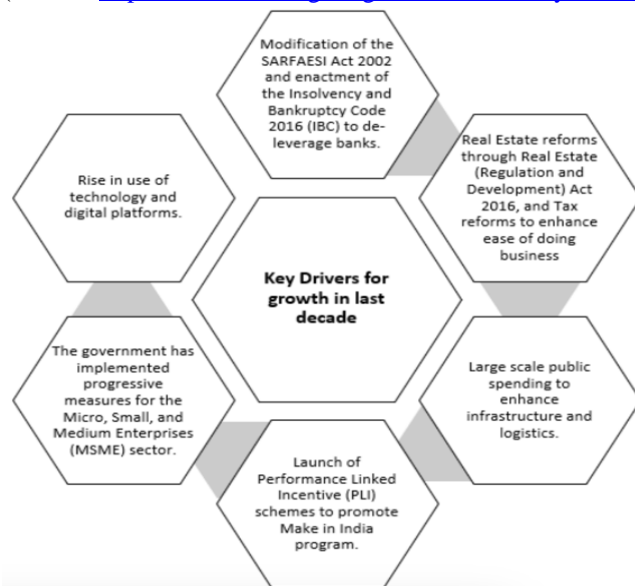 Modification of the
SARFAESI Act 2002
and enactment of
the Insolvency and
Bankruptcy Code
2016 (IBC) to de-
leverage banks.
Real Estate reforms
through Real Estate
(Regulation and
Development) Act
2016, and Tax
reforms to enhance
ease of doing
business
Large scale public
spending to
enhance
infrastructure and
logistics.
Launch of
Performance Linked
Incentive (PLI)
schemes to promote
Make in India
program.
The government has
implemented
progressive
measures for the
Micro, Small, and
Medium Enterprises
(MSME) sector.
Rise in use of
technology and
digital platforms.
Key Drivers for
growth in last
decade